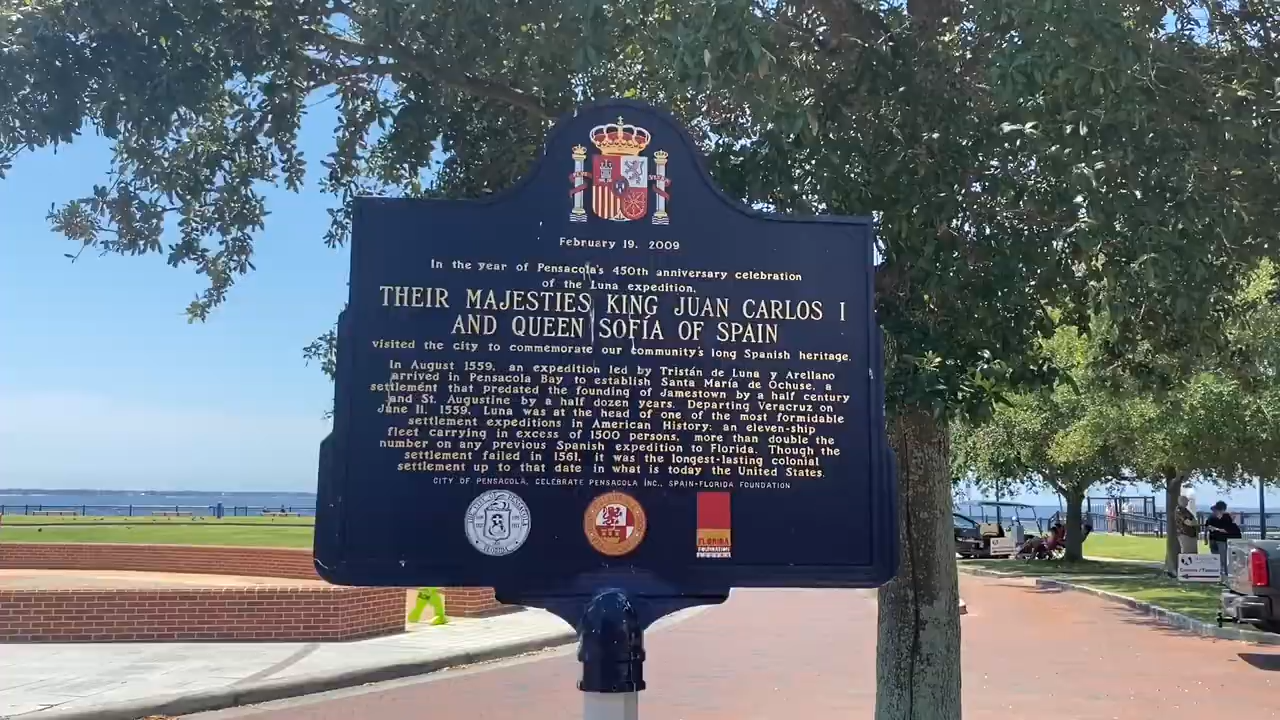 February 19, 2009
In the year of Pensacola's 450th anniversary celebration
of the Luna expedition,
THEIR MAJESTIES KING JUAN CARLOS I
AND QUEEN SOFÍA OF SPAIN
visited the city to commemorate our community's long Spanish heritage.
In August 1559, an expedition led by Tristán de Luna y Arellano
arrived in Pensacola Bay to establish Santa María de Ochuse, a
settlement that predated the founding of Jamestown by a half century
and St. Augustine by a half dozen years. Departing Veracruz on
June 11, 1559, Luna was at the head of one of the most formidable
settlement expeditions in American History: an eleven-ship
fleet carrying in excess of 1500 persons, more than double the
number on any previous Spanish expedition to Florida. Though the
settlement failed in 1561, it was the longest-lasting colonial
settlement up to that date in what is today the United States.
CITY OF PENSACOLA, CELEBRATE PENSACOLA INC., SPAIN-FLORIDA FOUNDATION
FLORIDA
FLORIDA
FOUNDATION